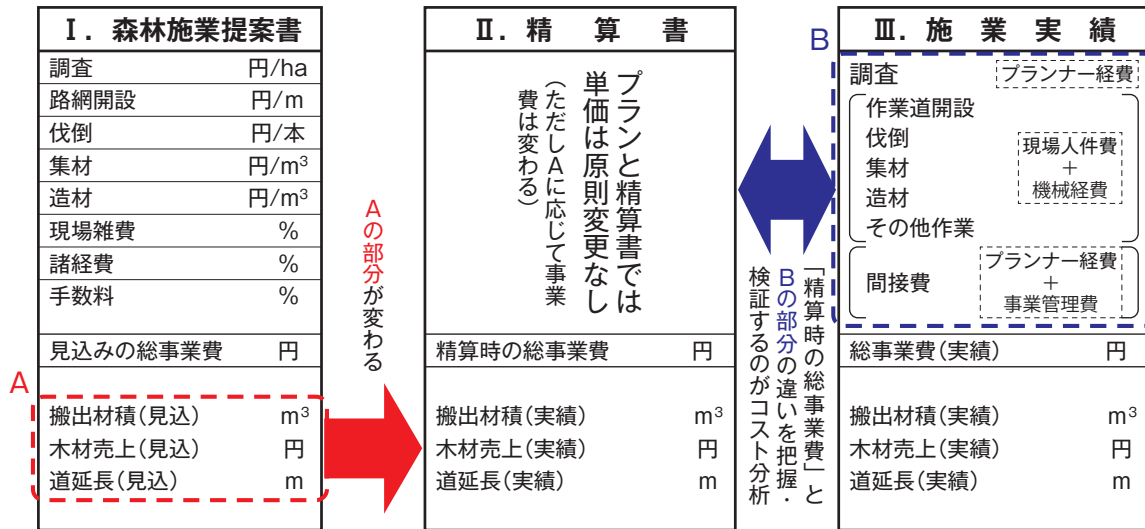 Ⅰ. 森林施業提案書
調査 円/ha
路網開設 円/m
伐倒 円/本
集材 円/m³
造材 円/m³
現場雑費 %
諸経費 %
手数料 %
見込みの総事業費 円
A
搬出材積(見込) m³
木材売上(見込) 円
道延長(見込) m
Aの部分が変わる
Ⅱ. 精算書
プランと精算書では
単価は原則変更なし
(ただしAに応じて事業
費は変わる)
精算時の総事業費 円
搬出材積(実績) m³
木材売上(実績) 円
道延長(実績) m
「精算時の総事業費」と
Bの部分の違いを把握・
検証するのがコスト分析
B
Ⅲ. 施業実績
調査 プランナー経費
作業道開設
伐倒
集材
造材
その他作業
現場人件費
+
機械経費
間接費
プランナー経費
+
事業管理費
総事業費(実績) 円
搬出材積(実績) m³
木材売上(実績) 円
道延長(実績) m